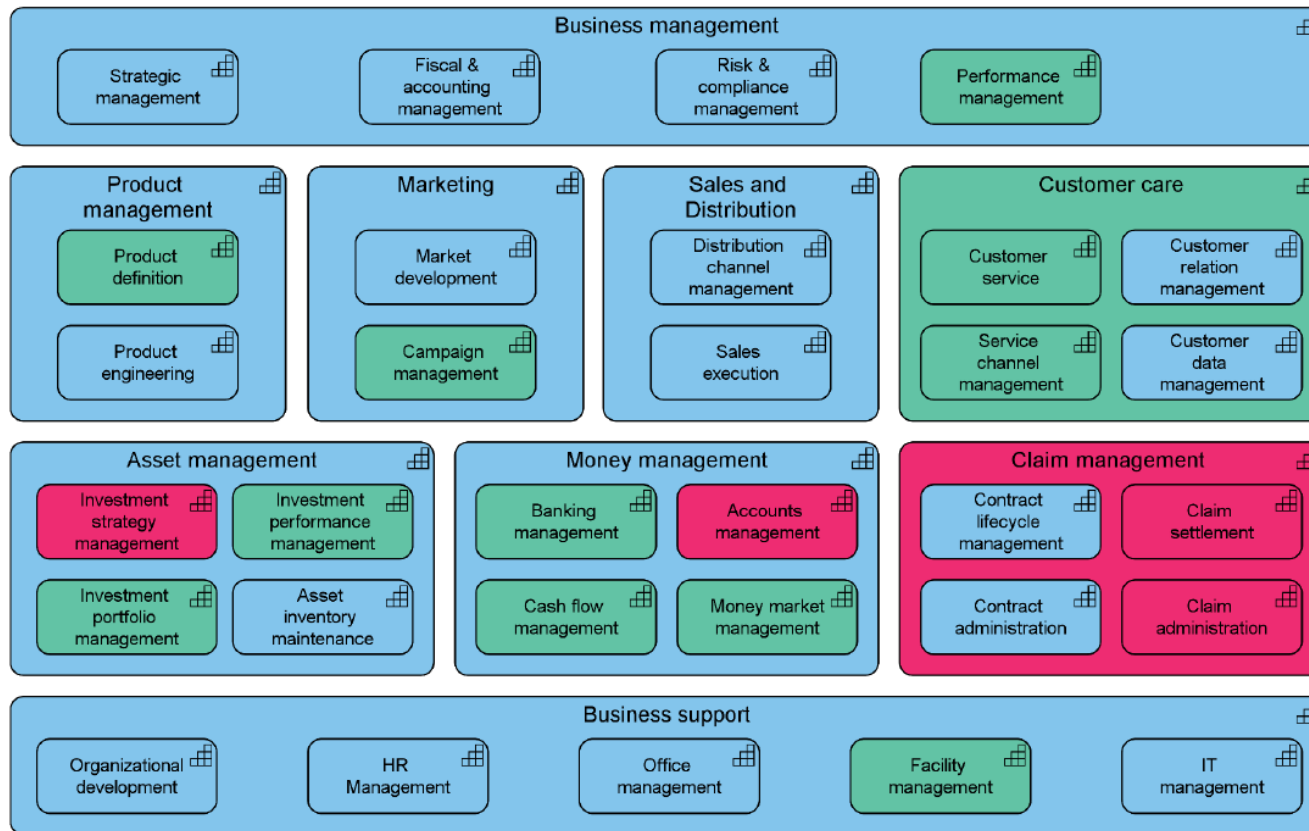 Business management
Strategic
management
Fiscal &
accounting
management
Risk &
compliance
management
Performance
management
Product
management
Product
definition
Product
engineering
Marketing
Market
development
Campaign
management
Sales and
Distribution
Distribution
channel
management
Sales
execution
Customer care
Customer
service
Customer
relation
management
Service
channel
management
Customer
data
management
Asset management
Investment
strategy
management
Investment
performance
management
Investment
portfolio
management
Asset
inventory
maintenance
Money management
Banking
management
Accounts
management
Cash flow
management
Money market
management
Claim management
Contract
lifecycle
management
Claim
settlement
Contract
administration
Claim
administration
Business support
Organizational
development
HR
Management
Office
management
Facility
management
IT
management